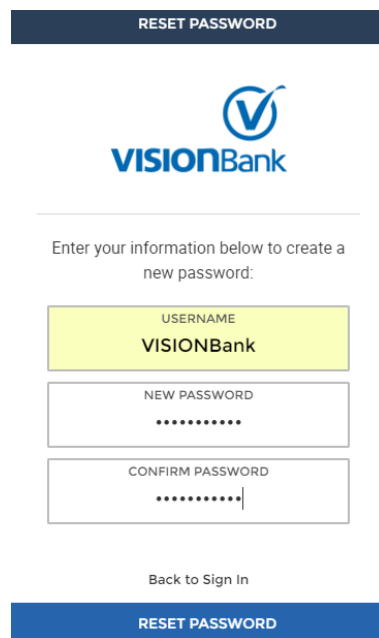 RESET PASSWORD
VISIONBank
Enter your information below to create a
new password:
USERNAME
VISIONBank
NEW PASSWORD
•••••••••••
CONFIRM PASSWORD
•••••••••••
Back to Sign In
RESET PASSWORD